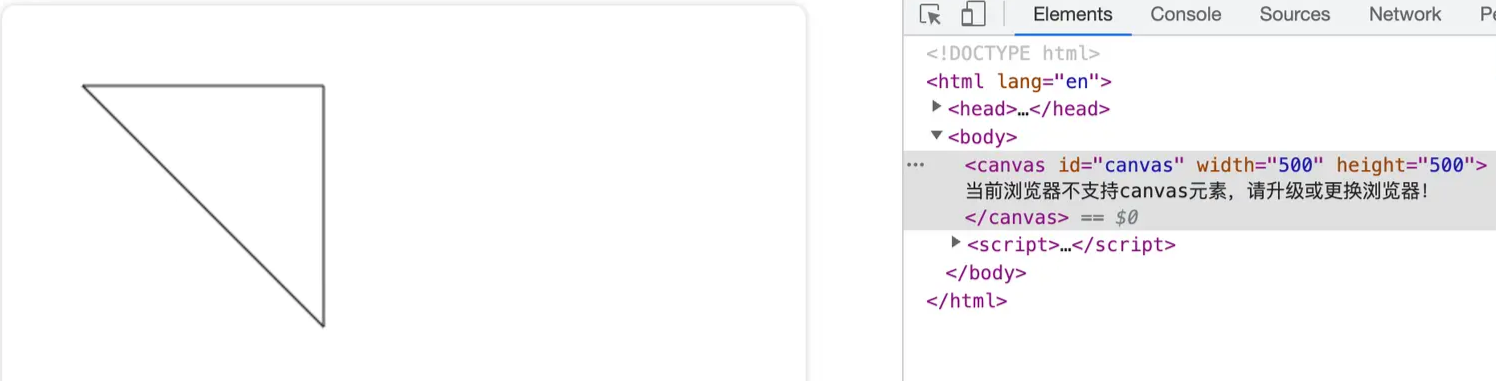 Elements Console Sources Network
<!DOCTYPE html>
<html lang="en">
<head>…</head>
<body>
<canvas id="canvas" width="500" height="500">
当前浏览器不支持canvas元素，请升级或更换浏览器！
</canvas> == $0
<script>…</script>
</body>
</html>